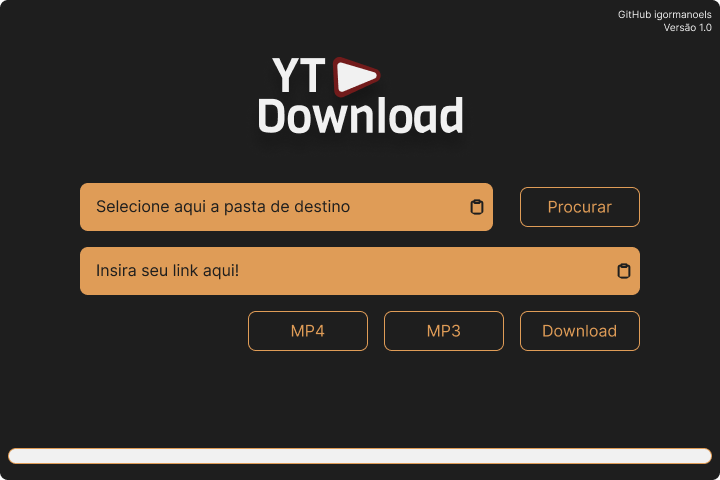 GitHub igormanoels
Versão 1.0
YT
Download
Selecione aqui a pasta de destino
Procurar
Insira seu link aqui!
MP4
MP3
Download